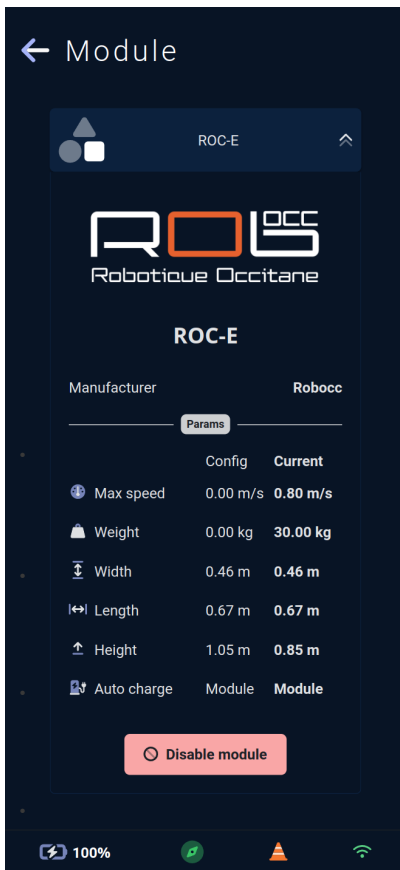 Module
ROC-E
ROBOCC
Robotique Occitane
ROC-E
Manufacturer Robocc
Params
Config Current
Max speed 0.00 m/s 0.80 m/s
Weight 0.00 kg 30.00 kg
Width 0.46 m 0.46 m
Length 0.67 m 0.67 m
Height 1.05 m 0.85 m
Auto charge Module Module
Disable module
100%